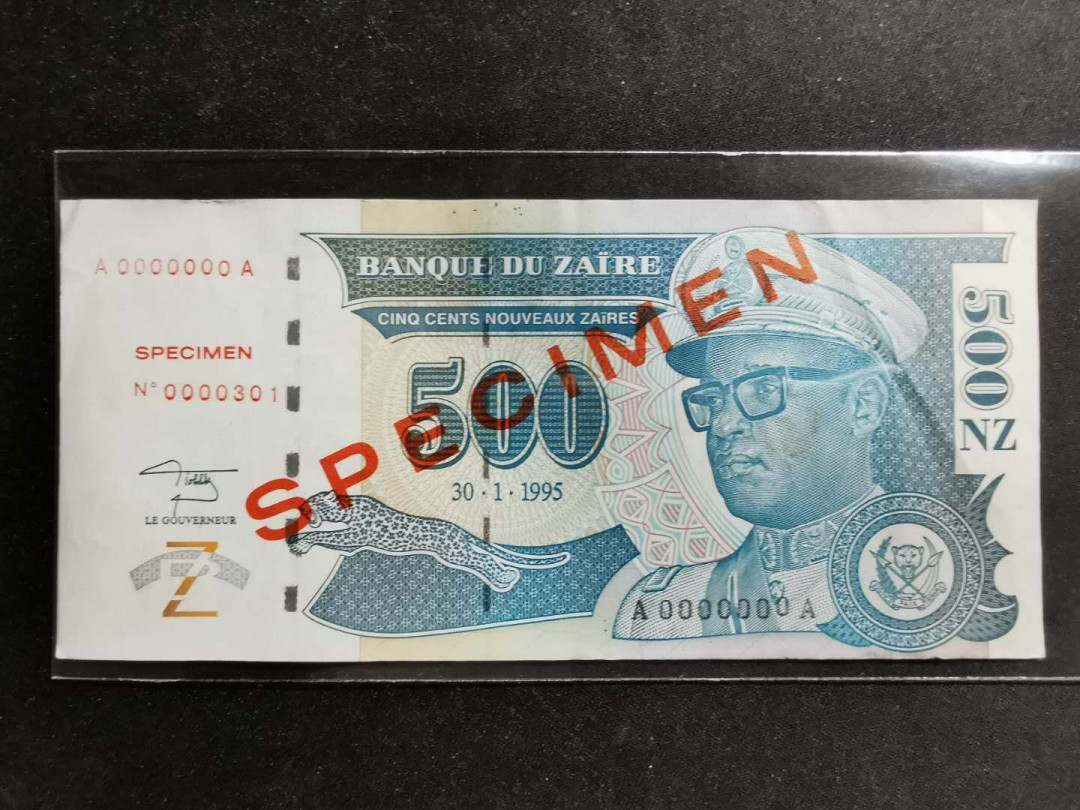 BANQUE DU ZAÏRE
CINQ CENTS NOUVEAUX ZAÏRES
A 0000000 A
SPECIMEN
N° 0000301
500
SPECIMEN
30·1·1995
LE GOUVERNEUR
Z
A 0000000 A
500
NZ